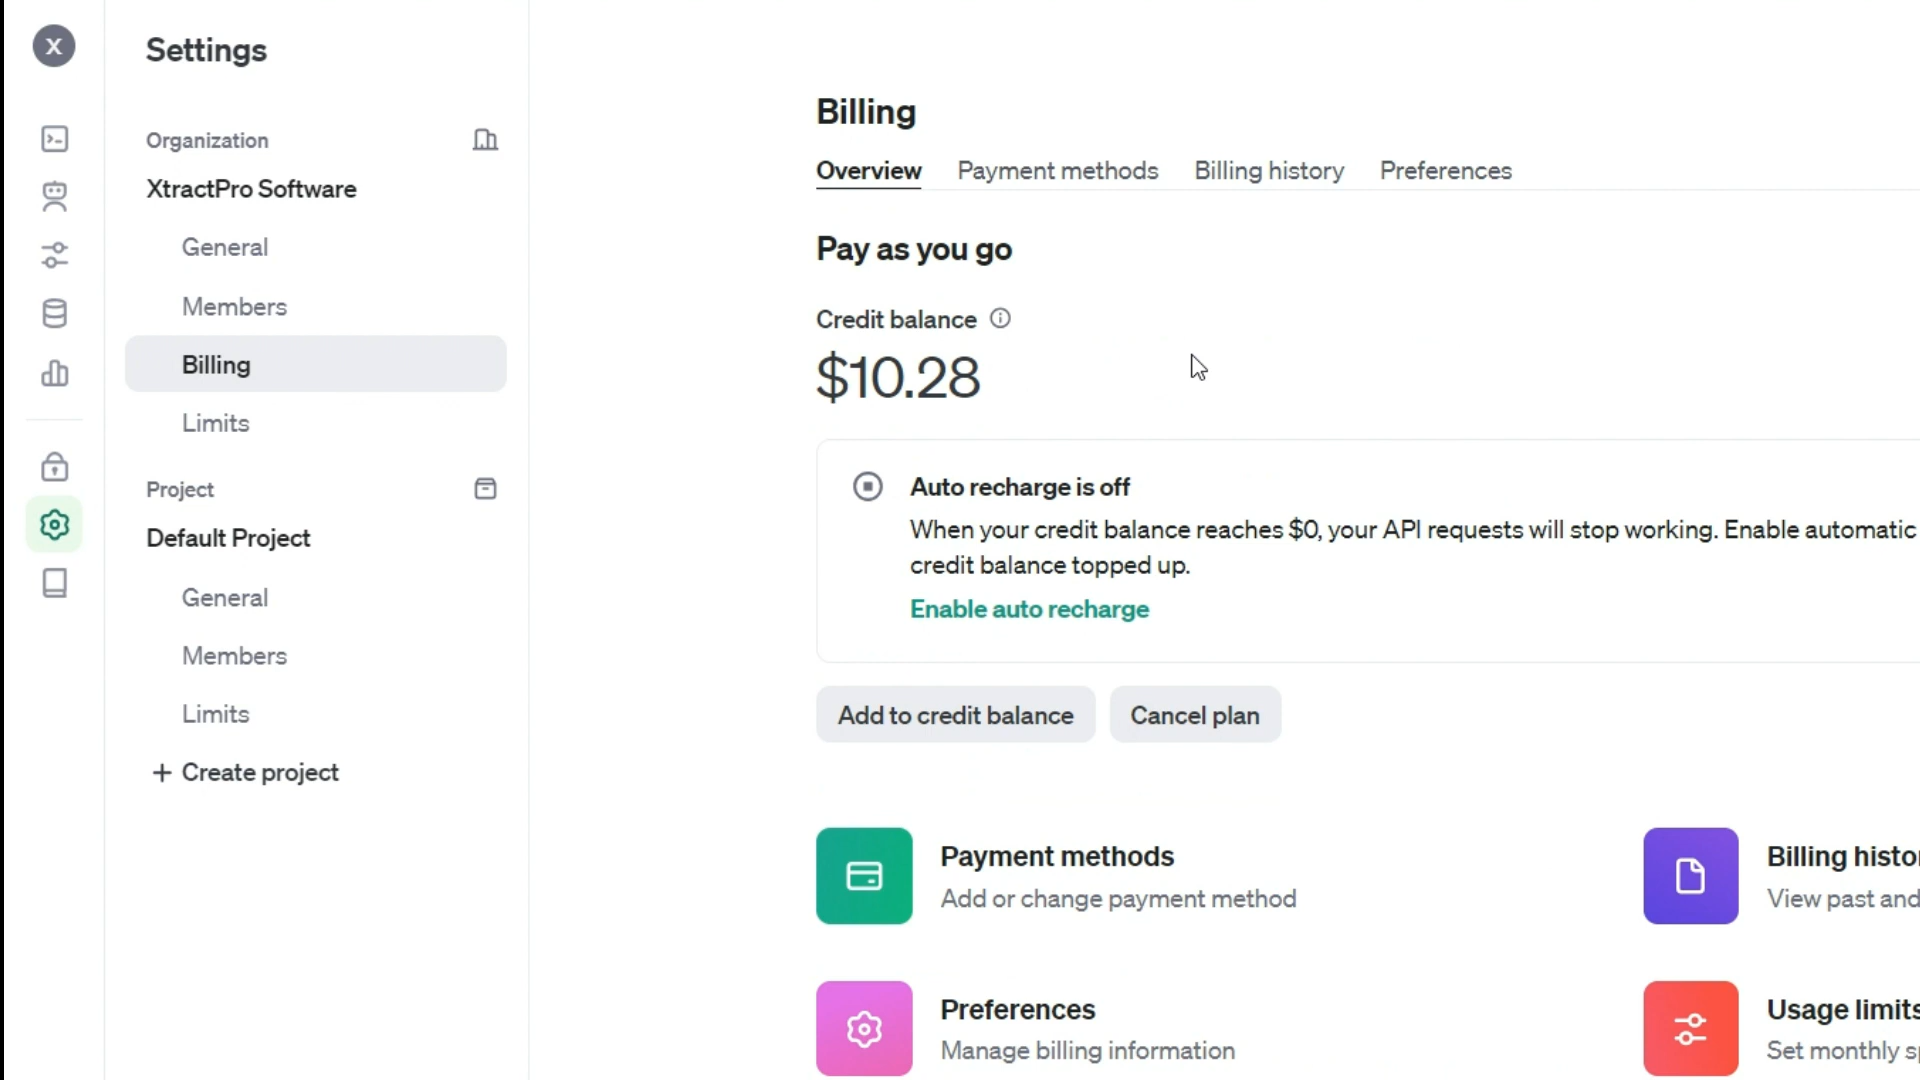 X
Settings
Organization
XtractPro Software
General
Members
Billing
Limits
Project
Default Project
General
Members
Limits
+ Create project
Billing
Overview Payment methods Billing history Preferences
Pay as you go
Credit balance
$10.28
Auto recharge is off
When your credit balance reaches $0, your API requests will stop working. Enable automatic
credit balance topped up.
Enable auto recharge
Add to credit balance Cancel plan
Payment methods
Add or change payment method
Billing histo
View past and
Preferences
Manage billing information
Usage limits
Set monthly s